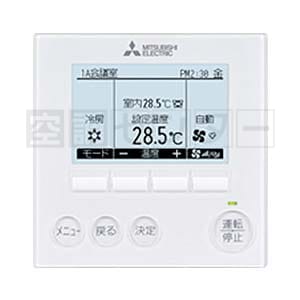 MITSUBISHI
ELECTRIC
1A会議室 PM2:30 金
室内28.5℃
冷房 設定温度 自動
28.5℃
モード － 温度 ＋
メニュー 戻る 決定 運転
停止